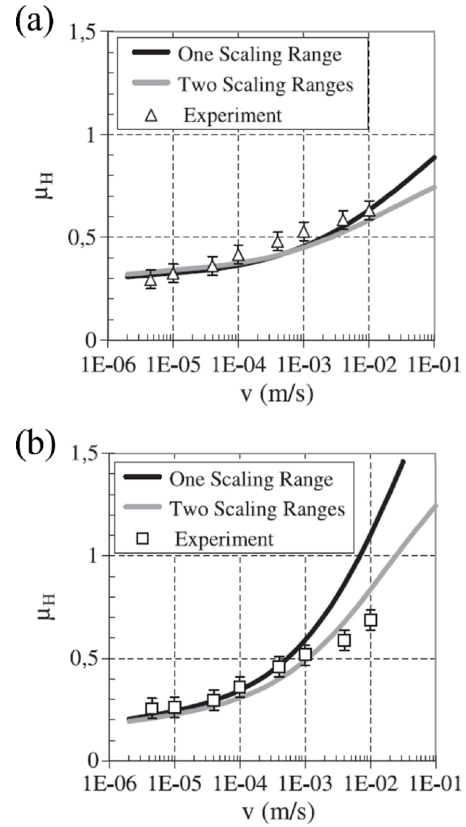 (a)
1,5
One Scaling Range
Two Scaling Ranges
Experiment
1
μH
0.5
0
1E-06 1E-05 1E-04 1E-03 1E-02 1E-01
v (m/s)
(b)
1,5
One Scaling Range
Two Scaling Ranges
Experiment
1
μH
0.5
0
1E-06 1E-05 1E-04 1E-03 1E-02 1E-01
v (m/s)